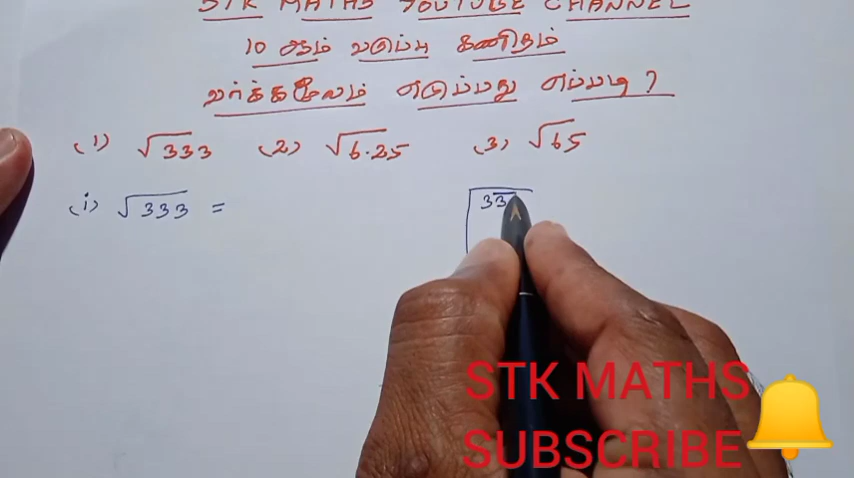 STK MATHS YOUTUBE CHANNEL
10 ஆம் வகுப்பு கணிதம்
வர்க்கமூலம் எடுப்பது எப்படி?
(1) √333 (2) √6.25 (3) √65
(i) √333 =
33
STK MATHS
SUBSCRIBE